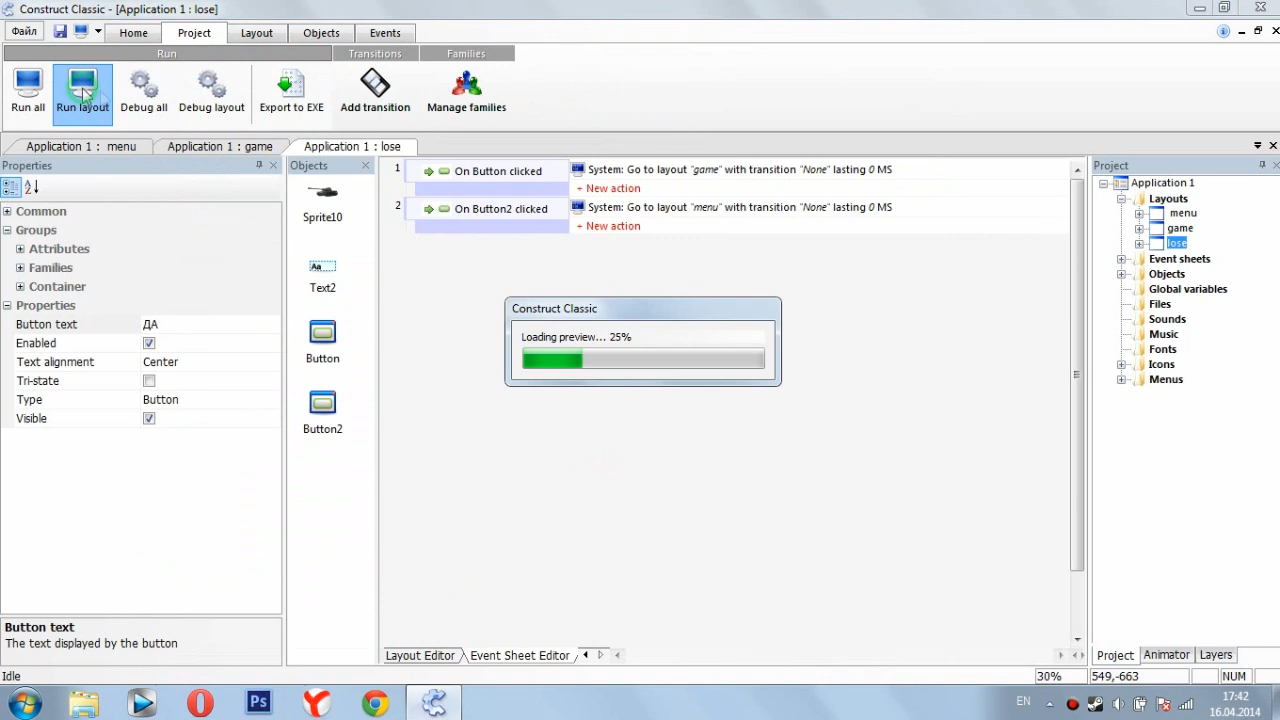 Construct Classic - [Application 1 : lose]
Файл
Home
Project
Layout
Objects
Events
Run
Transitions
Families
Run all
Run layout
Debug all
Debug layout
Export to EXE
Add transition
Manage families
Application 1 : menu
Application 1 : game
Application 1 : lose
Properties
Common
Groups
Attributes
Families
Container
Properties
Button text ДА
Enabled
Text alignment Center
Tri-state
Type Button
Visible
Button text
The text displayed by the button
Objects
Sprite10
Aa
Text2
Button
Button2
1 On Button clicked System: Go to layout "game" with transition "None" lasting 0 MS
+ New action
2 On Button2 clicked System: Go to layout "menu" with transition "None" lasting 0 MS
+ New action
Construct Classic
Loading preview... 25%
Layout Editor
Event Sheet Editor
Project
Application 1
Layouts
menu
game
lose
Event sheets
Objects
Global variables
Files
Sounds
Music
Fonts
Icons
Menus
Project
Animator
Layers
Idle
30%
549,-663
NUM
Ps
EN
17:42
16.04.2014